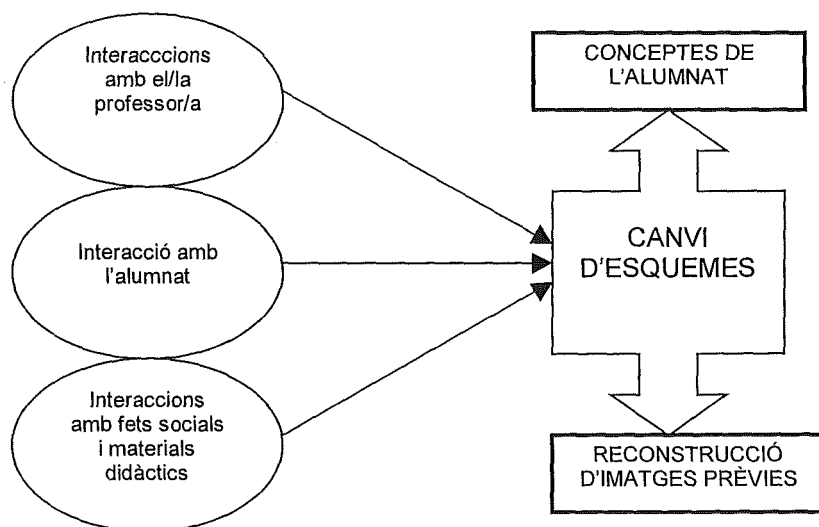 Interacccions
amb el/la
professor/a
Interacció amb
l'alumnat
Interaccions
amb fets socials
i materials
didàctics
CONCEPTES DE
L'ALUMNAT
CANVI
D'ESQUEMES
RECONSTRUCCIÓ
D'IMATGES PRÈVIES